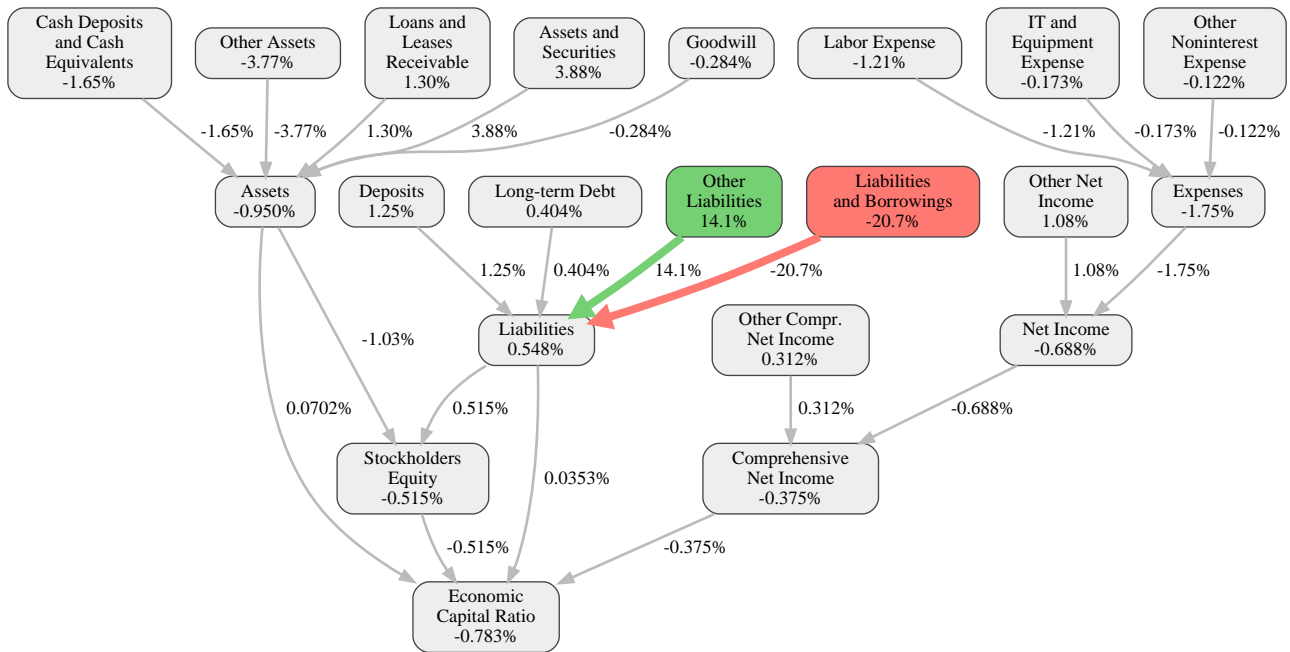 Cash Deposits
and Cash
Equivalents
-1.65%
Other Assets
-3.77%
Loans and
Leases
Receivable
1.30%
Assets and
Securities
3.88%
Goodwill
-0.284%
Labor Expense
-1.21%
IT and
Equipment
Expense
-0.173%
Other
Noninterest
Expense
-0.122%
-1.65%
-3.77%
1.30%
3.88%
-0.284%
-1.21%
-0.173%
-0.122%
Assets
-0.950%
Deposits
1.25%
Long-term Debt
0.404%
Other
Liabilities
14.1%
Liabilities
and Borrowings
-20.7%
Other Net
Income
1.08%
Expenses
-1.75%
1.25%
0.404%
14.1%
-20.7%
1.08%
-1.75%
Liabilities
0.548%
Other Compr.
Net Income
0.312%
Net Income
-0.688%
-1.03%
0.0702%
0.515%
0.312%
-0.688%
Stockholders
Equity
-0.515%
0.0353%
Comprehensive
Net Income
-0.375%
-0.515%
-0.375%
Economic
Capital Ratio
-0.783%